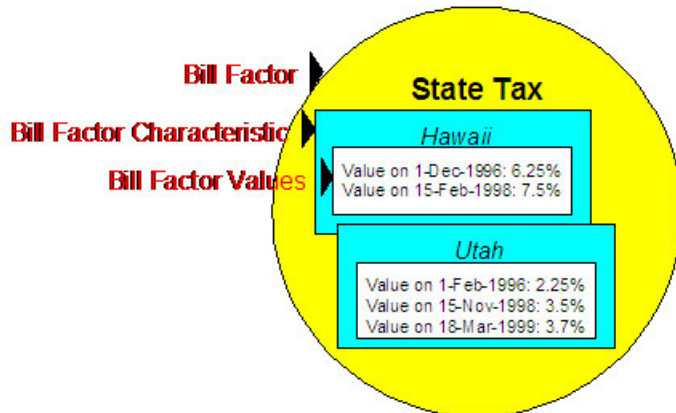 Bill Factor
State Tax
Bill Factor Characteristic
Hawaii
Bill Factor Values
Value on 1-Dec-1996: 6.25%
Value on 15-Feb-1998: 7.5%
Utah
Value on 1-Feb-1996: 2.25%
Value on 15-Nov-1998: 3.5%
Value on 18-Mar-1999: 3.7%